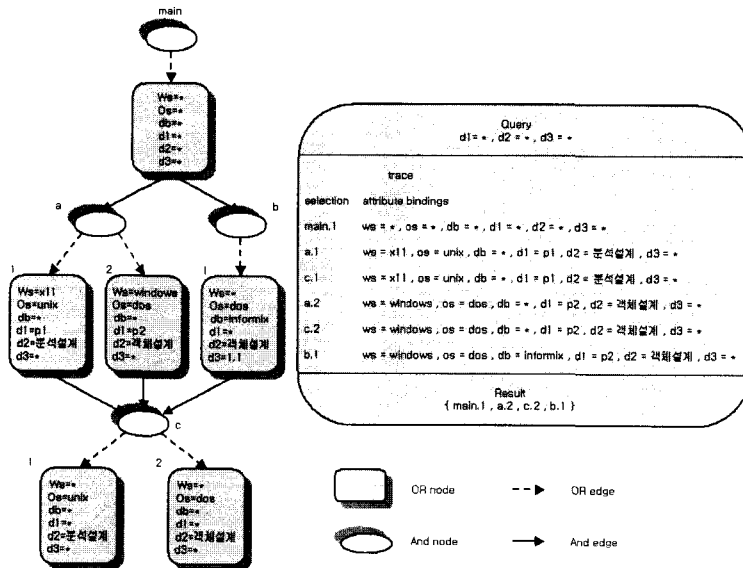 main
Ws=*
Os=*
db=*
d1=*
d2=*
d3=*
a
b
1
Ws=x11
Os=unix
db=*
d1=p1
d2=분석설계
d3=*
2
Ws=windows
Os=dos
db=*
d1=p2
d2=객체설계
d3=*
1
Ws=*
Os=dos
db=informix
d1=*
d2=객체설계
d3=1.1
c
1
Ws=*
Os=unix
db=*
d1=*
d2=분석설계
d3=*
2
Ws=*
Os=dos
db=*
d1=*
d2=객체설계
d3=*
Query
d1= * , d2 = * , d3 = *
trace
selection attribute bindings
main.1 ws = * , os = * , db = * , d1 = * , d2 = * , d3 = *
a.1 ws = x11 , os = unix , db = * , d1 = p1 , d2 = 분석설계 , d3 = *
c.1 ws = x11 , os = unix , db = * , d1 = p1 , d2 = 분석설계 , d3 = *
a.2 ws = windows , os = dos , db = * , d1 = p2 , d2 = 객체설계 , d3 = *
c.2 ws = windows , os = dos , db = * , d1 = p2 , d2 = 객체설계 , d3 = *
b.1 ws = windows , os = dos , db = informix , d1 = p2 , d2 = 객체설계 , d3 = *
Result
{ main.1 , a.2 , c.2 , b.1 }
OR node
OR edge
And node
And edge